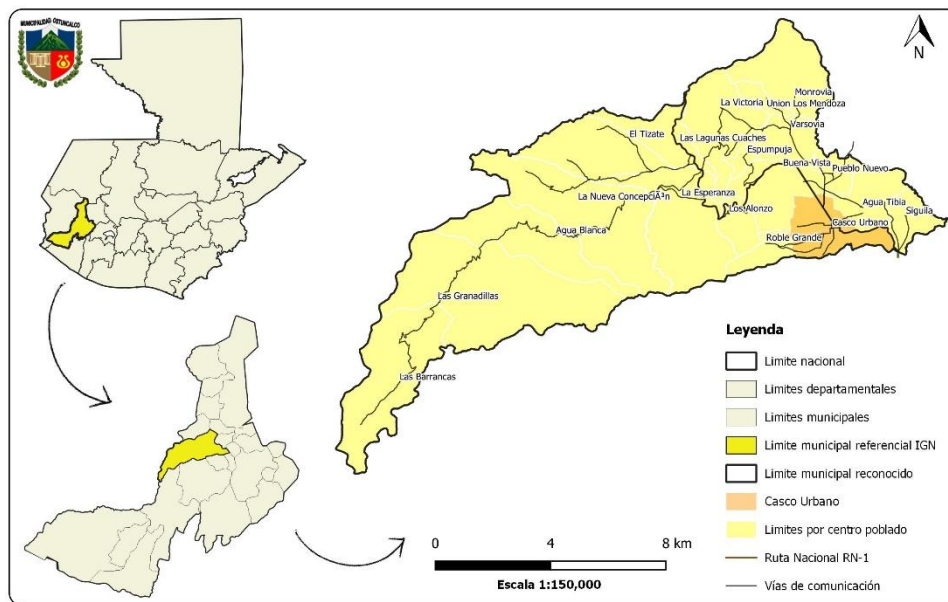 MUNICIPALIDAD OSTUNCALCO
N
Monrovia
La Victoria
Union Los Mendoza
Varsovia
El Tizate
Las Lagunas Cuaches
Espumpuja
Buena-Vista
Pueblo Nuevo
La Nueva ConcepciÃ³n
La Esperanza
Agua Tibia
Siguila
Los Alonzo
Casco Urbano
Agua Blanca
Roble Grande
Las Granadillas
Las Barrancas
Leyenda
Limite nacional
Limites departamentales
Limites municipales
Limite municipal referencial IGN
Limite municipal reconocido
Casco Urbano
Limites por centro poblado
Ruta Nacional RN-1
Vías de comunicación
0 4 8 km
Escala 1:150,000